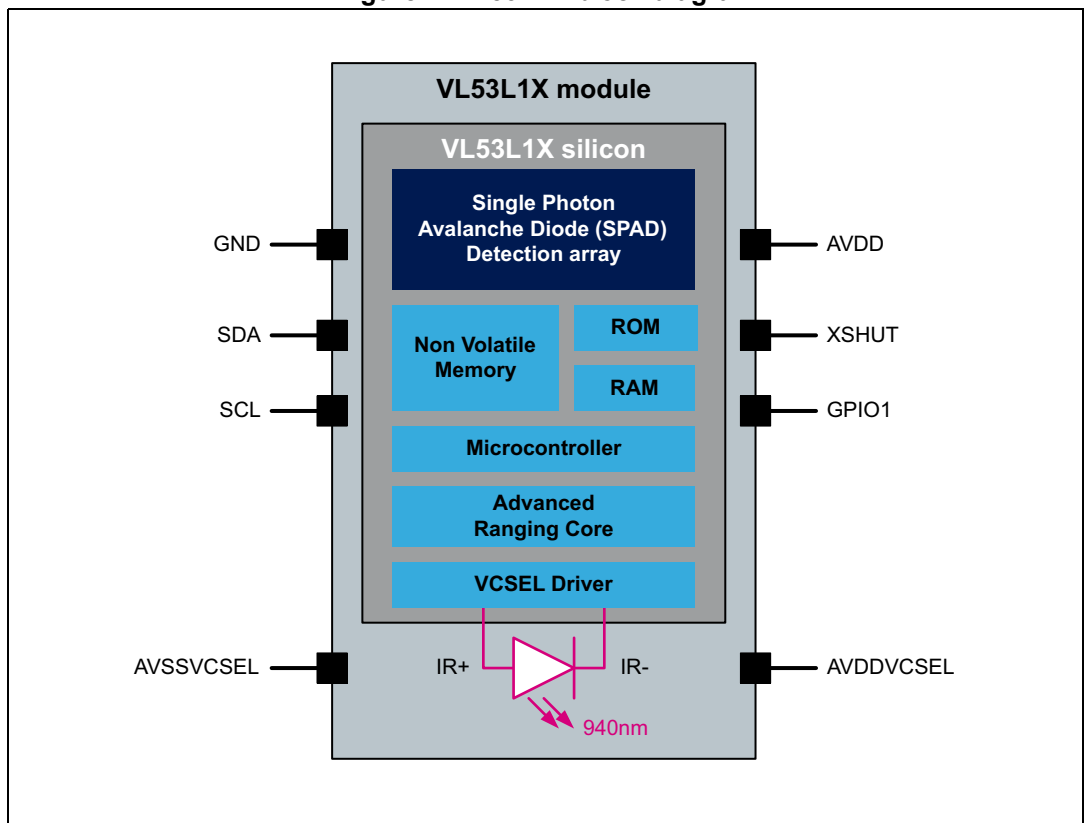 VL53L1X module
VL53L1X silicon
Single Photon
Avalanche Diode (SPAD)
Detection array
GND
AVDD
SDA
Non Volatile
Memory
ROM
XSHUT
RAM
SCL
GPIO1
Microcontroller
Advanced
Ranging Core
VCSEL Driver
AVSSVCSEL
IR+
IR-
AVDDVCSEL
940nm